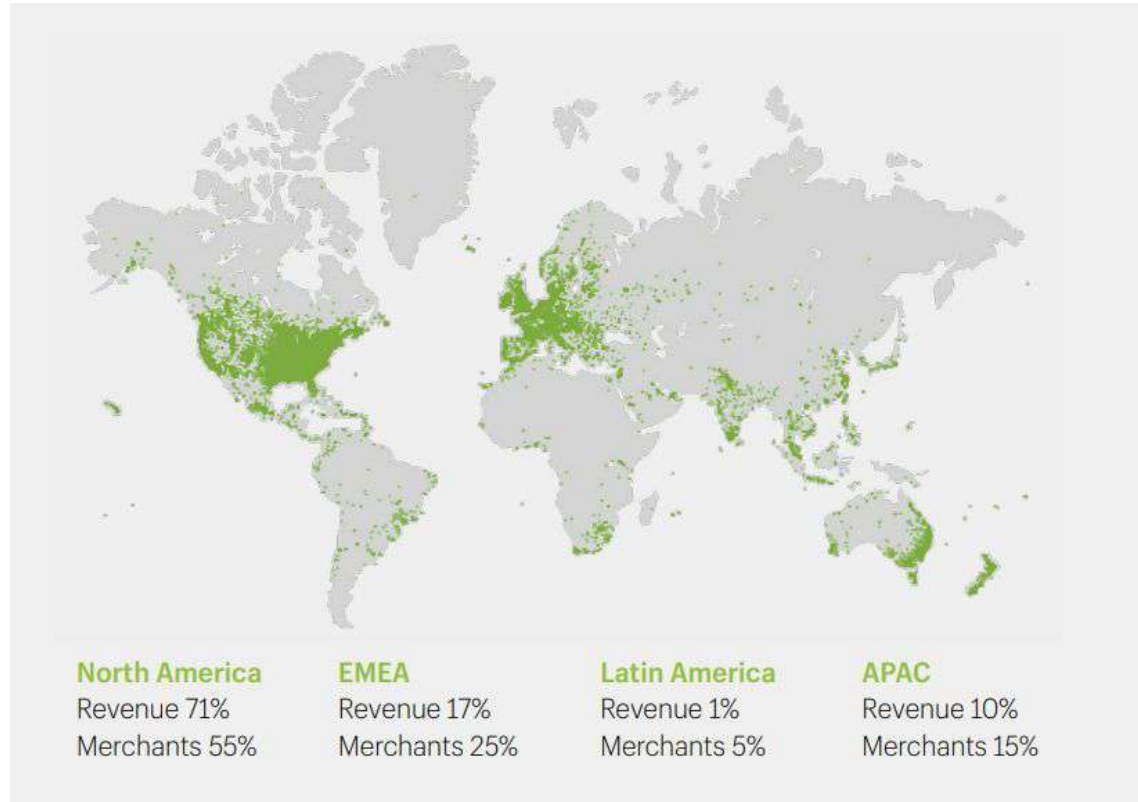 North America
Revenue 71%
Merchants 55%
EMEA
Revenue 17%
Merchants 25%
Latin America
Revenue 1%
Merchants 5%
APAC
Revenue 10%
Merchants 15%